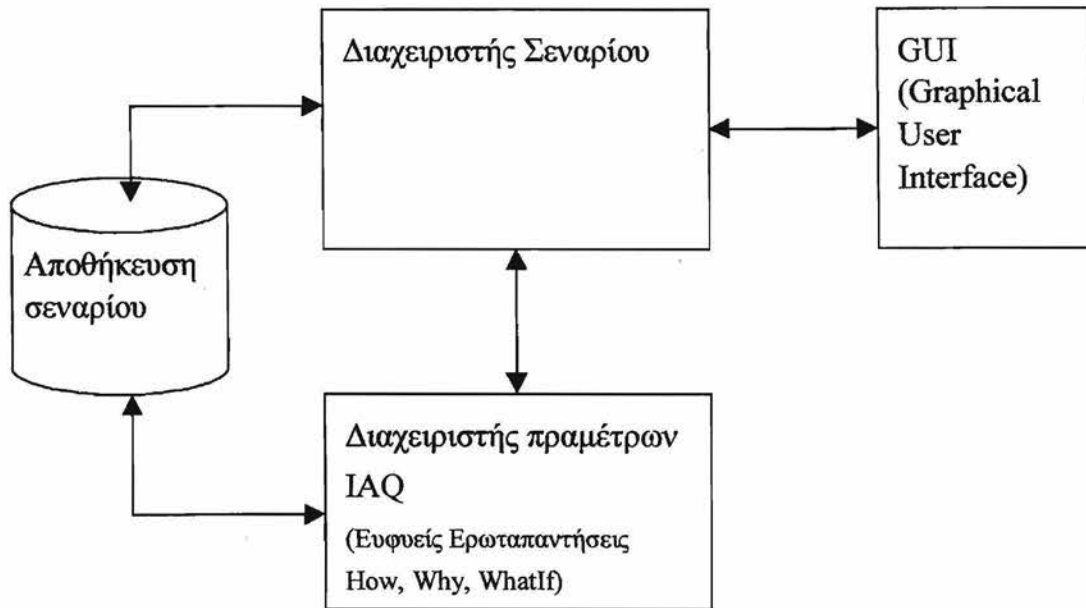 Διαχειριστής Σεναρίου
GUI
(Graphical
User
Interface)
Αποθήκευση
σεναρίου
Διαχειριστής πραμέτρων
IAQ
(Ευφυείς Ερωταπαντήσεις
How, Why, WhatIf)